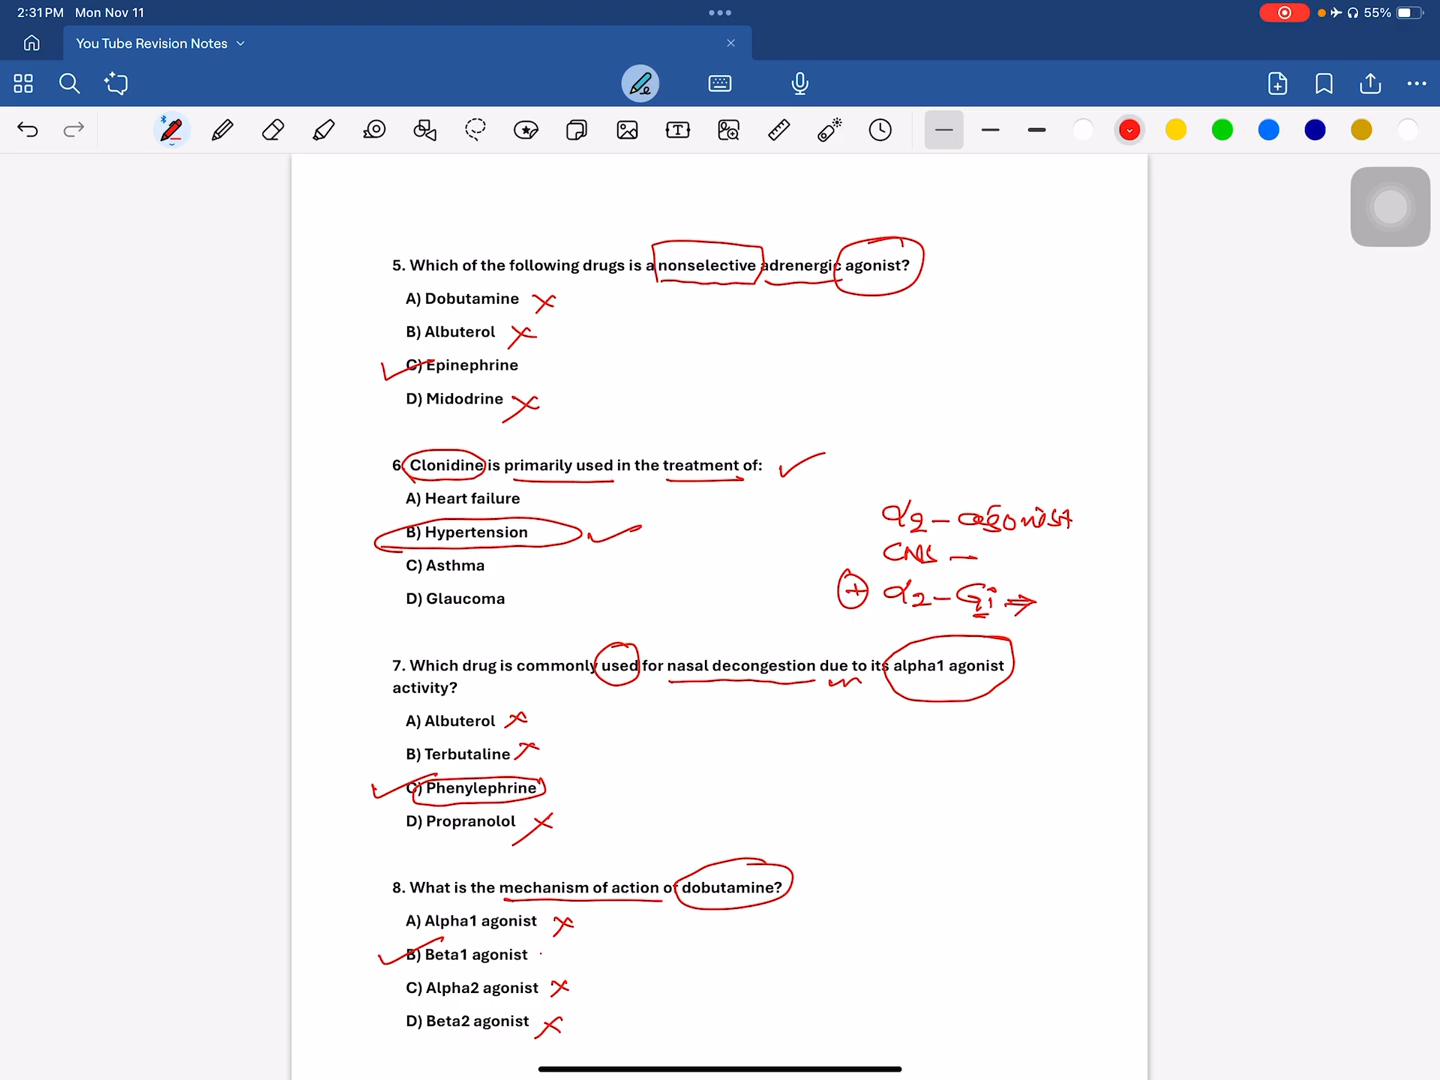 2:31 PM Mon Nov 11
55%
You Tube Revision Notes
5. Which of the following drugs is a nonselective adrenergic agonist?
A) Dobutamine
B) Albuterol
C) Epinephrine
D) Midodrine
6. Clonidine is primarily used in the treatment of:
A) Heart failure
B) Hypertension
C) Asthma
D) Glaucoma
α2 - agonist
CNS —
+ α2 - Gi ⇒
7. Which drug is commonly used for nasal decongestion due to its alpha1 agonist
activity?
A) Albuterol
B) Terbutaline
C) Phenylephrine
D) Propranolol
8. What is the mechanism of action of dobutamine?
A) Alpha1 agonist
B) Beta1 agonist
C) Alpha2 agonist
D) Beta2 agonist